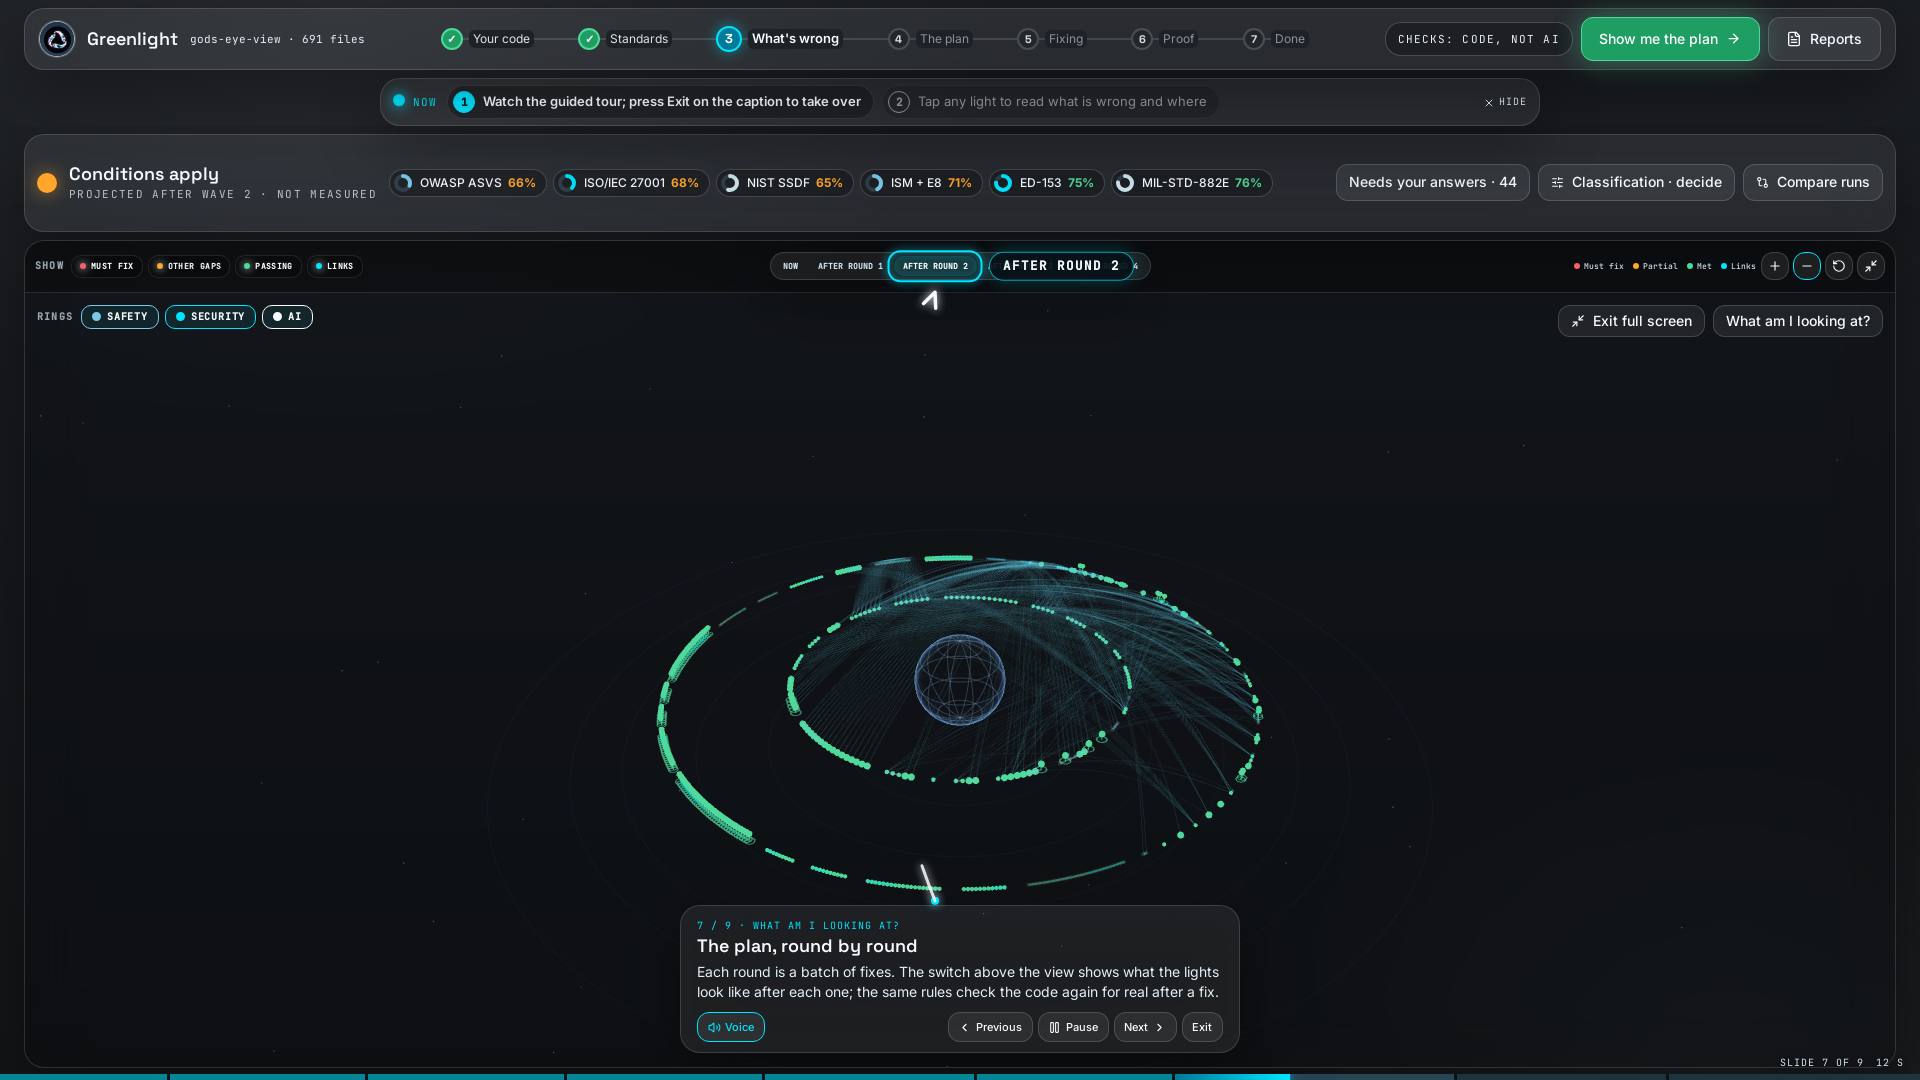 Greenlight gods-eye-view · 691 files
Your code
Standards
3 What's wrong
4 The plan
5 Fixing
6 Proof
7 Done
CHECKS: CODE, NOT AI
Show me the plan
Reports
NOW
1 Watch the guided tour; press Exit on the caption to take over
2 Tap any light to read what is wrong and where
HIDE
Conditions apply
PROJECTED AFTER WAVE 2 · NOT MEASURED
OWASP ASVS 66%
ISO/IEC 27001 68%
NIST SSDF 65%
ISM + E8 71%
ED-153 75%
MIL-STD-882E 76%
Needs your answers · 44
Classification · decide
Compare runs
SHOW
MUST FIX
OTHER GAPS
PASSING
LINKS
NOW
AFTER ROUND 1
AFTER ROUND 2
AFTER ROUND 2
4
Must fix
Partial
Met
Links
RINGS
SAFETY
SECURITY
AI
Exit full screen
What am I looking at?
7 / 9 · WHAT AM I LOOKING AT?
The plan, round by round
Each round is a batch of fixes. The switch above the view shows what the lights
look like after each one; the same rules check the code again for real after a fix.
Voice
Previous
Pause
Next
Exit
SLIDE 7 OF 9 12 S